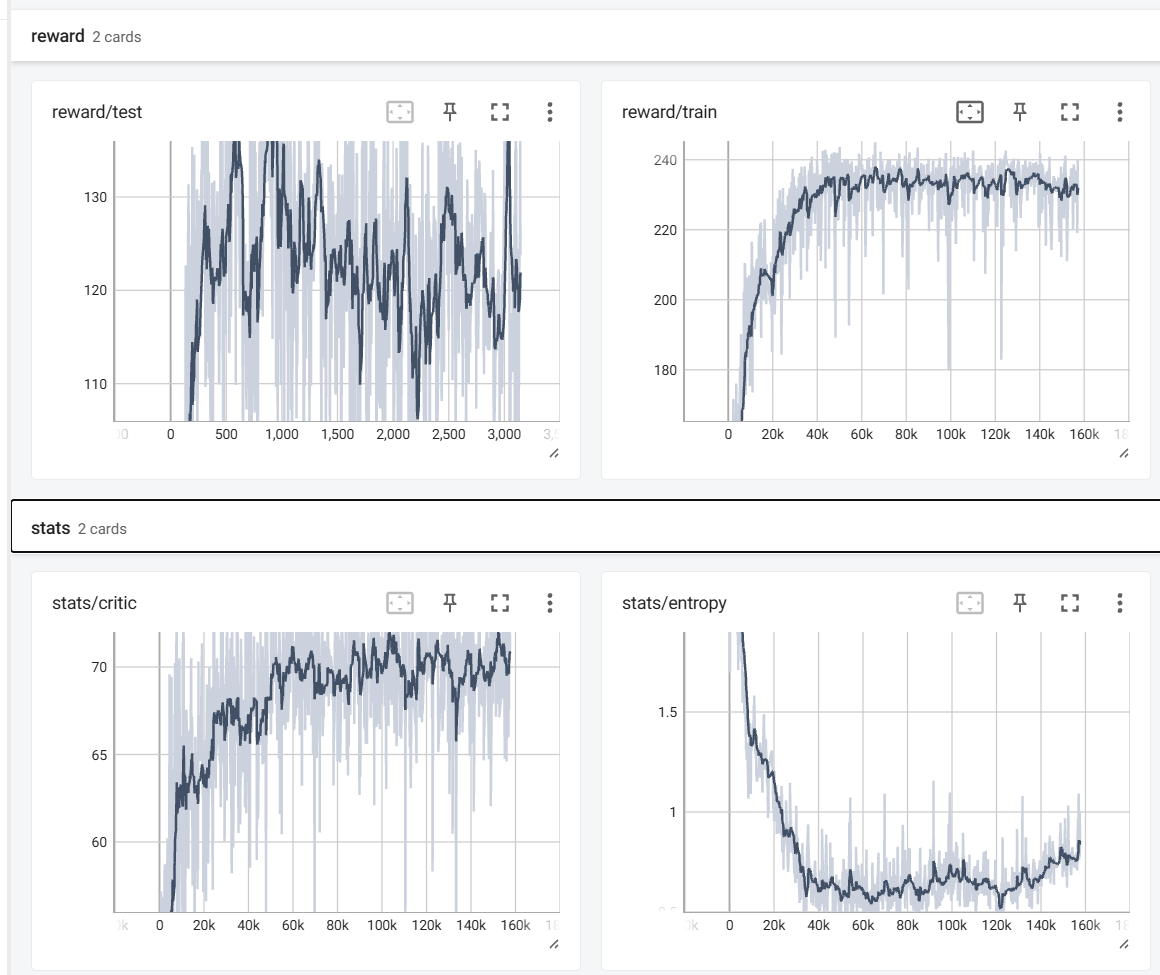 reward 2 cards
reward/test
130
120
110
0 500 1,000 1,500 2,000 2,500 3,000
reward/train
240
220
200
180
0 20k 40k 60k 80k 100k 120k 140k 160k
stats 2 cards
stats/critic
70
65
60
0 20k 40k 60k 80k 100k 120k 140k 160k
stats/entropy
1.5
1
0 20k 40k 60k 80k 100k 120k 140k 160k